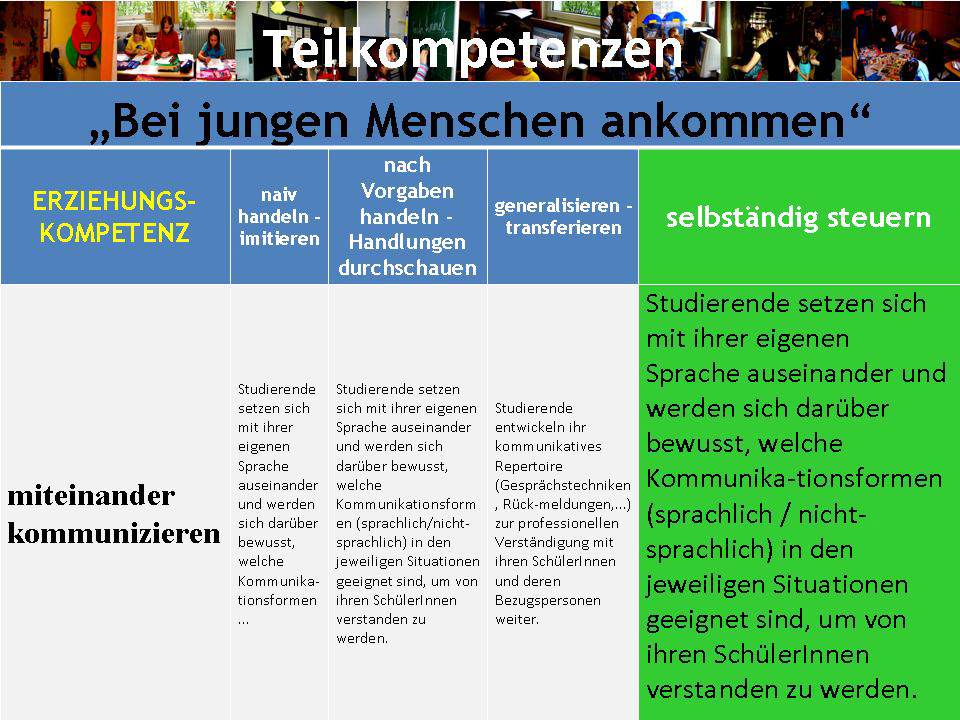 Teilkompetenzen
„Bei jungen Menschen ankommen“
ERZIEHUNGS-
KOMPETENZ
naiv
handeln -
imitieren
nach
Vorgaben
handeln -
Handlungen
durchschauen
generalisieren -
transferieren
selbständig steuern
miteinander
kommunizieren
Studierende
setzen sich
mit ihrer
eigenen
Sprache
auseinander
und werden
sich darüber
bewusst,
welche
Kommunika-
tionsformen
...
Studierende setzen
sich mit ihrer eigenen
Sprache auseinander
und werden sich
darüber bewusst,
welche
Kommunikationsform
en (sprachlich/nicht-
sprachlich) in den
jeweiligen Situationen
geeignet sind, um von
ihren SchülerInnen
verstanden zu
werden.
Studierende
entwickeln ihr
kommunikatives
Repertoire
(Gesprächstechniken
, Rück-meldungen,...)
zur professionellen
Verständigung mit
ihren SchülerInnen
und deren
Bezugspersonen
weiter.
Studierende setzen sich
mit ihrer eigenen
Sprache auseinander und
werden sich darüber
bewusst, welche
Kommunika-tionsformen
(sprachlich / nicht-
sprachlich) in den
jeweiligen Situationen
geeignet sind, um von
ihren SchülerInnen
verstanden zu werden.